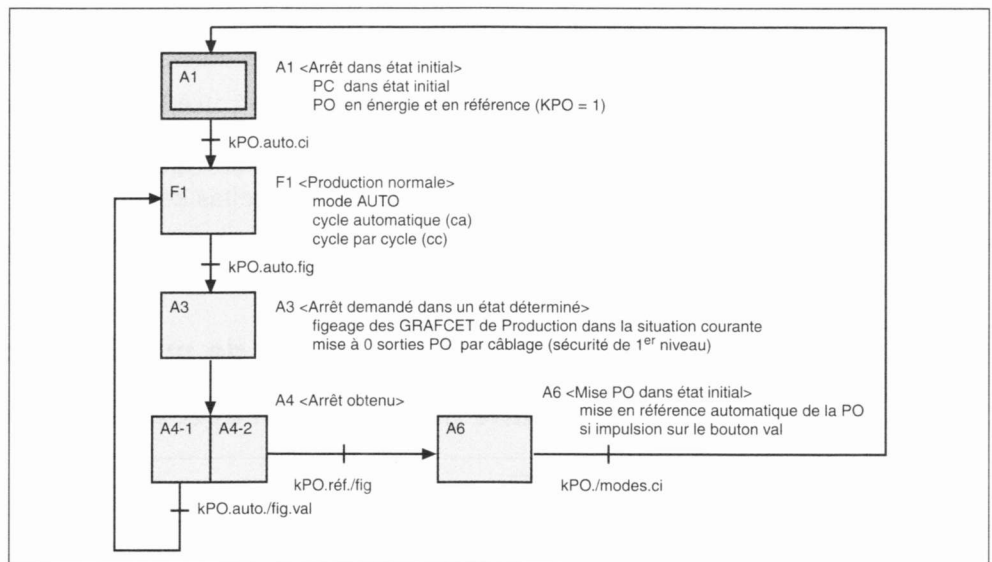 A1
A1 <Arrêt dans état initial>
PC dans état initial
PO en énergie et en référence (KPO = 1)
kPO.auto.ci
F1
F1 <Production normale>
mode AUTO
cycle automatique (ca)
cycle par cycle (cc)
kPO.auto.fig
A3
A3 <Arrêt demandé dans un état déterminé>
figeage des GRAFCET de Production dans la situation courante
mise à 0 sorties PO par câblage (sécurité de 1er niveau)
A4 <Arrêt obtenu>
A4-1
A4-2
A6
A6 <Mise PO dans état initial>
mise en référence automatique de la PO
si impulsion sur le bouton val
kPO.réf./fig
kPO./modes.ci
kPO.auto./fig.val